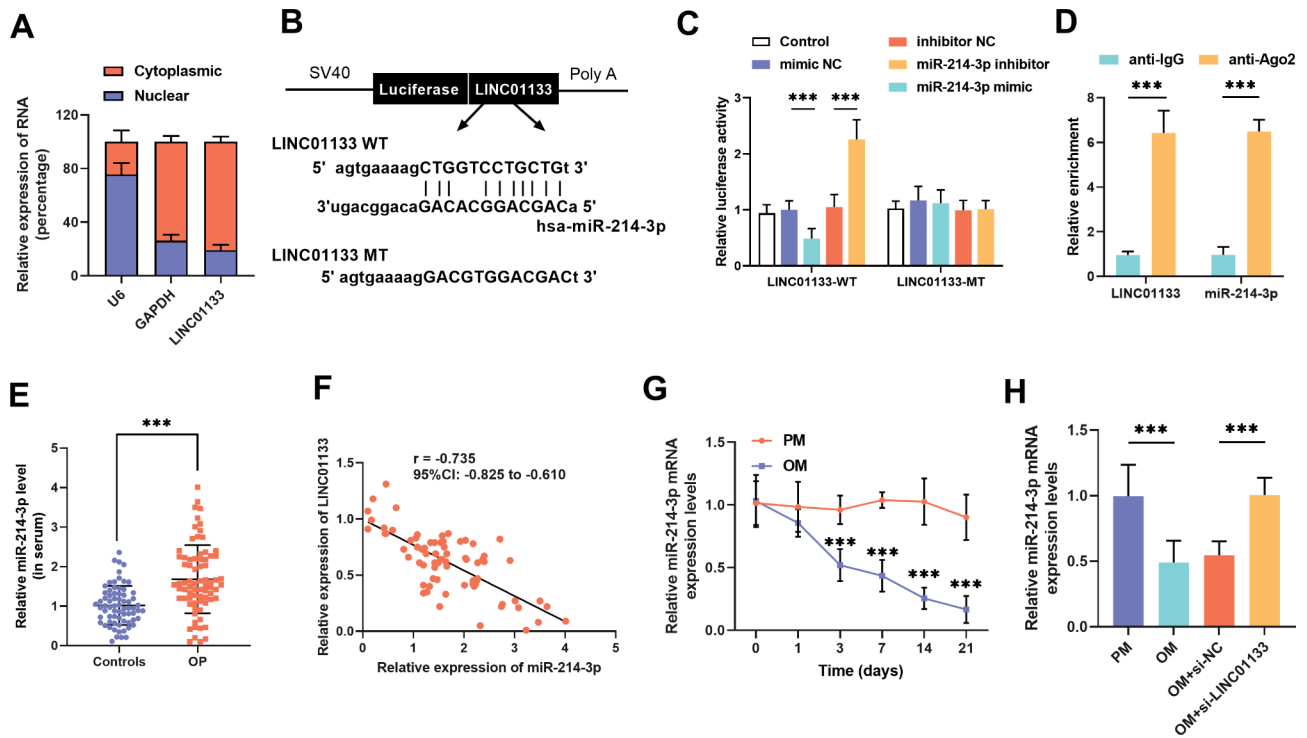 A
Cytoplasmic
Nuclear
Relative expression of RNA
(percentage)
120
80
40
0
U6
GAPDH
LINC01133
B
SV40
Luciferase
LINC01133
Poly A
LINC01133 WT
5' agtgaaaagCTGGTCCTGCTGt 3'
3'ugacggacaGACACGGACGACa 5'
hsa-miR-214-3p
LINC01133 MT
5' agtgaaaagGACGTGGACGACt 3'
C
Control
mimic NC
inhibitor NC
miR-214-3p inhibitor
miR-214-3p mimic
Relative luciferase activity
3
2
1
0
***
***
LINC01133-WT
LINC01133-MT
D
anti-IgG
anti-Ago2
Relative enrichment
8
6
4
2
0
***
***
LINC01133
miR-214-3p
E
***
Relative miR-214-3p level
(in serum)
5
4
3
2
1
0
Controls
OP
F
r = -0.735
95%CI: -0.825 to -0.610
Relative expression of LINC01133
1.5
1.0
0.5
0.0
0
1
2
3
4
5
Relative expression of miR-214-3p
G
PM
OM
Relative miR-214-3p mRNA
expression levels
1.5
1.0
0.5
0.0
***
***
***
***
0
1
3
7
14
21
Time (days)
H
***
***
Relative miR-214-3p mRNA
expression levels
1.5
1.0
0.5
0.0
PM
OM
OM+si-NC
OM+si-LINC01133